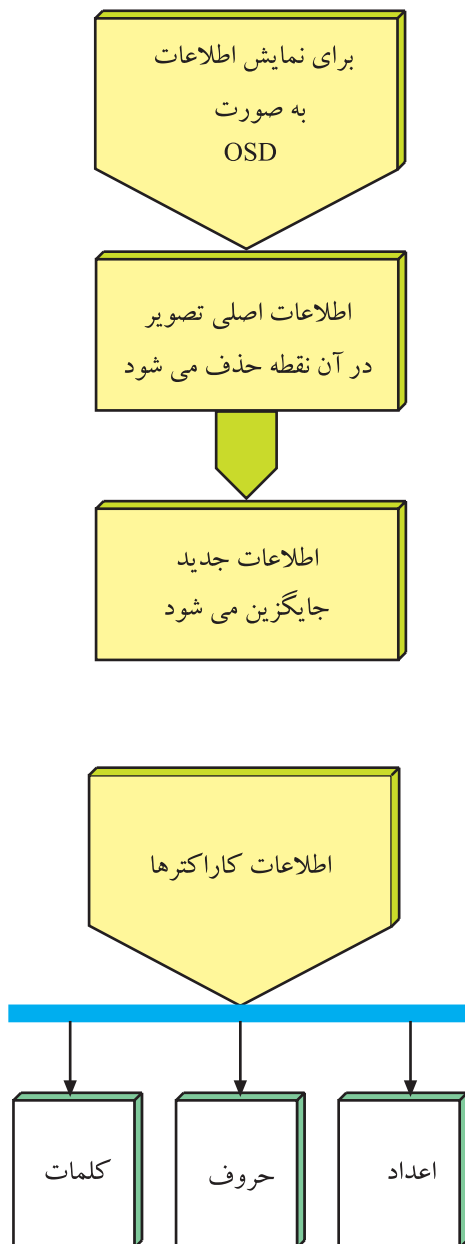 برای نمایش اطلاعات
به صورت
OSD
اطلاعات اصلی تصویر
در آن نقطه حذف می شود
اطلاعات جدید
جایگزین می شود
اطلاعات کاراکترها
اعداد
حروف
کلمات